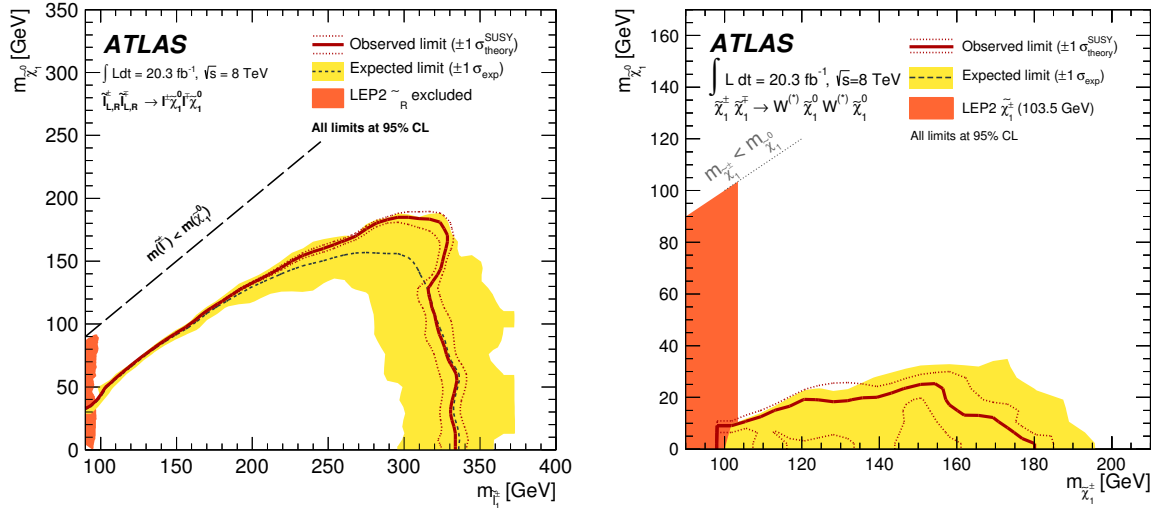 ATLAS
∫ Ldt = 20.3 fb⁻¹, √s = 8 TeV
l̃±L,R l̃∓L,R → l±χ̃⁰₁l∓χ̃⁰₁
Observed limit (±1 σ^SUSY_theory)
Expected limit (±1 σ_exp)
LEP2 ~_R excluded
All limits at 95% CL
m(l̃±) < m(χ̃⁰₁)
m_χ̃⁰₁ [GeV]
350
300
250
200
150
100
50
0
90 100 150 200 250 300 350 400
m_l̃±₁ [GeV]
ATLAS
∫ L dt = 20.3 fb⁻¹, √s=8 TeV
χ̃±₁ χ̃∓₁ → W⁽*⁾ χ̃⁰₁ W⁽*⁾ χ̃⁰₁
Observed limit (±1 σ^SUSY_theory)
Expected limit (±1 σ_exp)
LEP2 χ̃±₁ (103.5 GeV)
All limits at 95% CL
m_χ̃±₁ < m_χ̃⁰₁
m_χ̃⁰₁ [GeV]
160
140
120
100
80
60
40
20
0
100 120 140 160 180 200
m_χ̃±₁ [GeV]